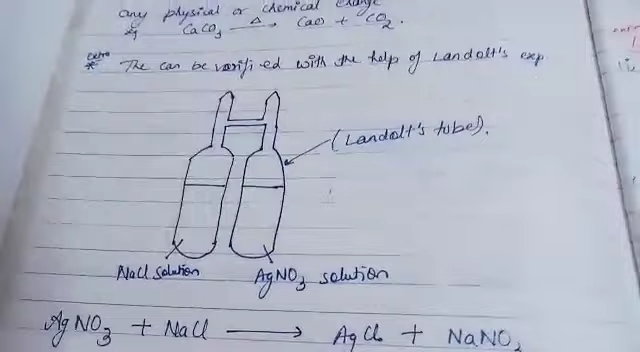 any physical or chemical change
eg CaCO₃ —Δ→ CaO + CO₂.
The can be verified with the help of Landolt's exp
(Landolt's tube).
NaCl solution
AgNO₃ solution
AgNO₃ + NaCl ⟶ AgCl + NaNO₃